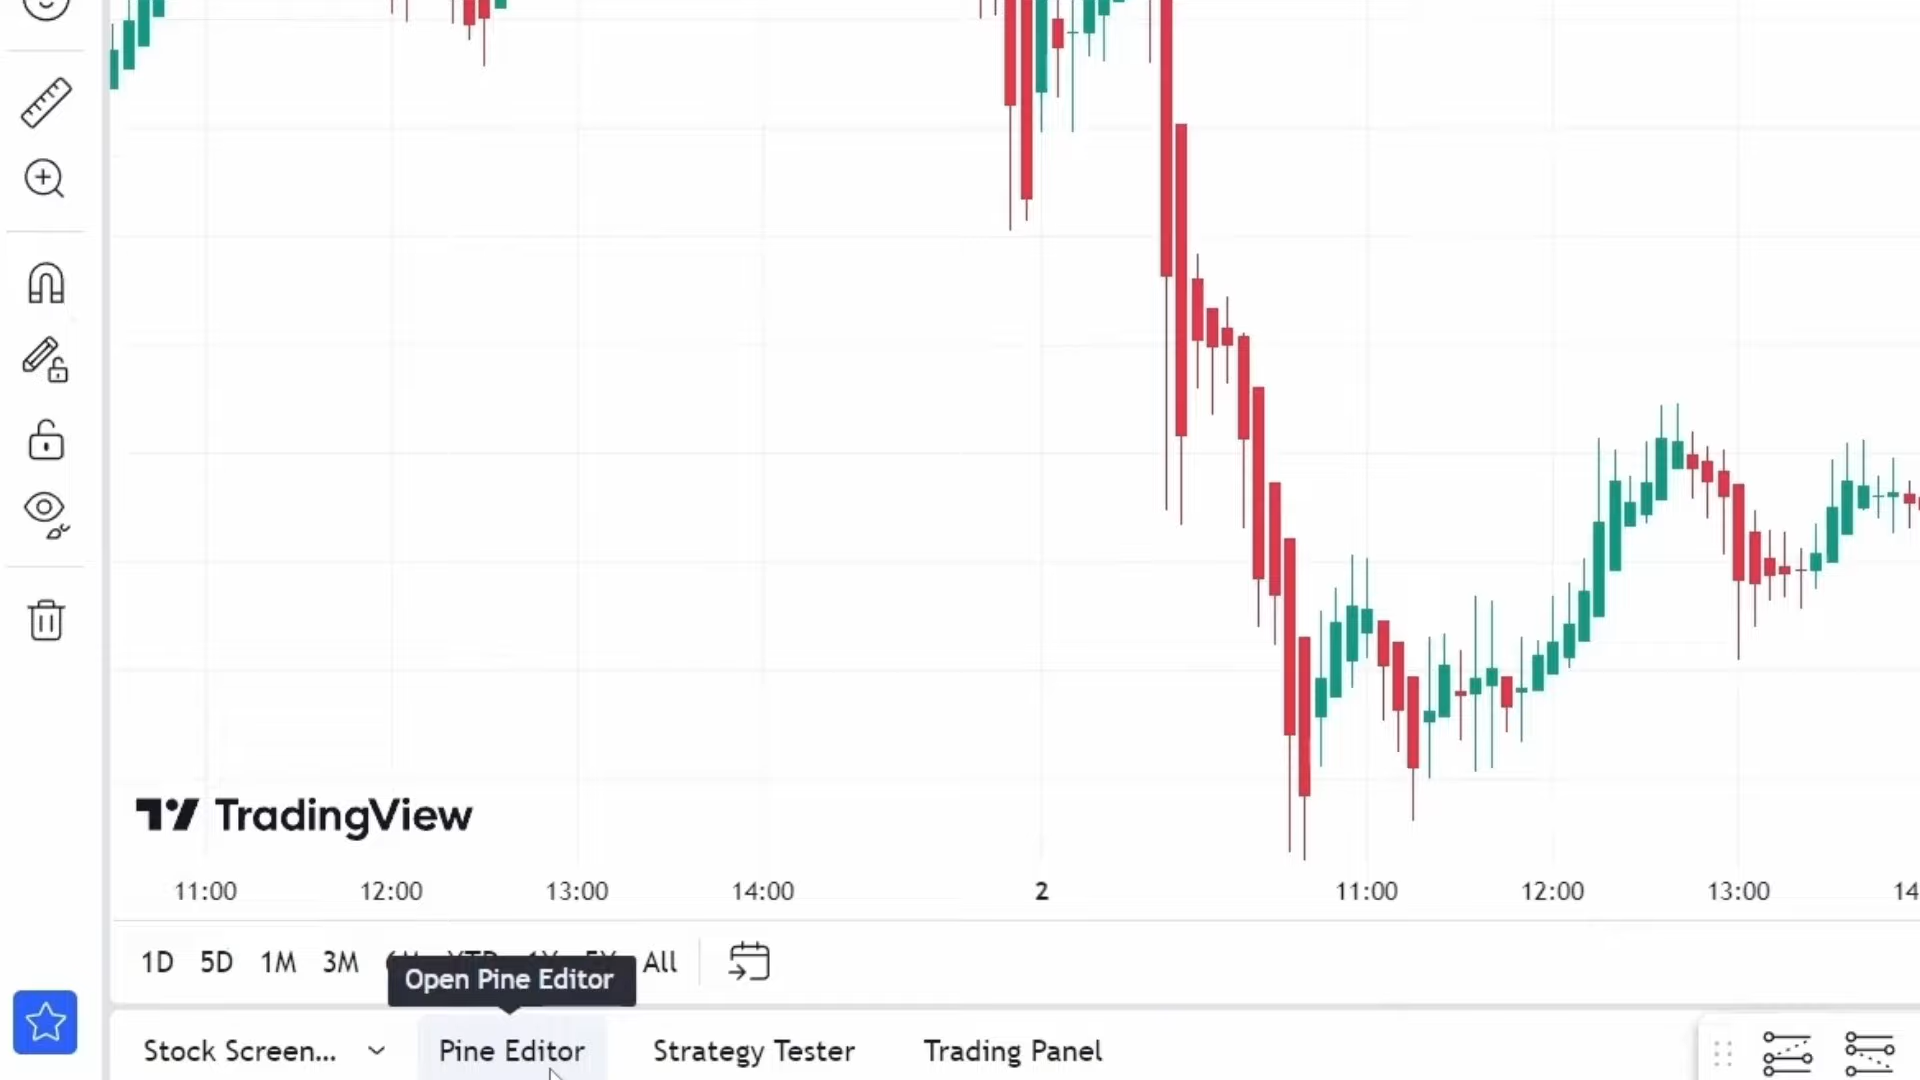 TradingView
11:00 12:00 13:00 14:00 2 11:00 12:00 13:00 14
1D 5D 1M 3M All
Open Pine Editor
Stock Screen... Pine Editor Strategy Tester Trading Panel